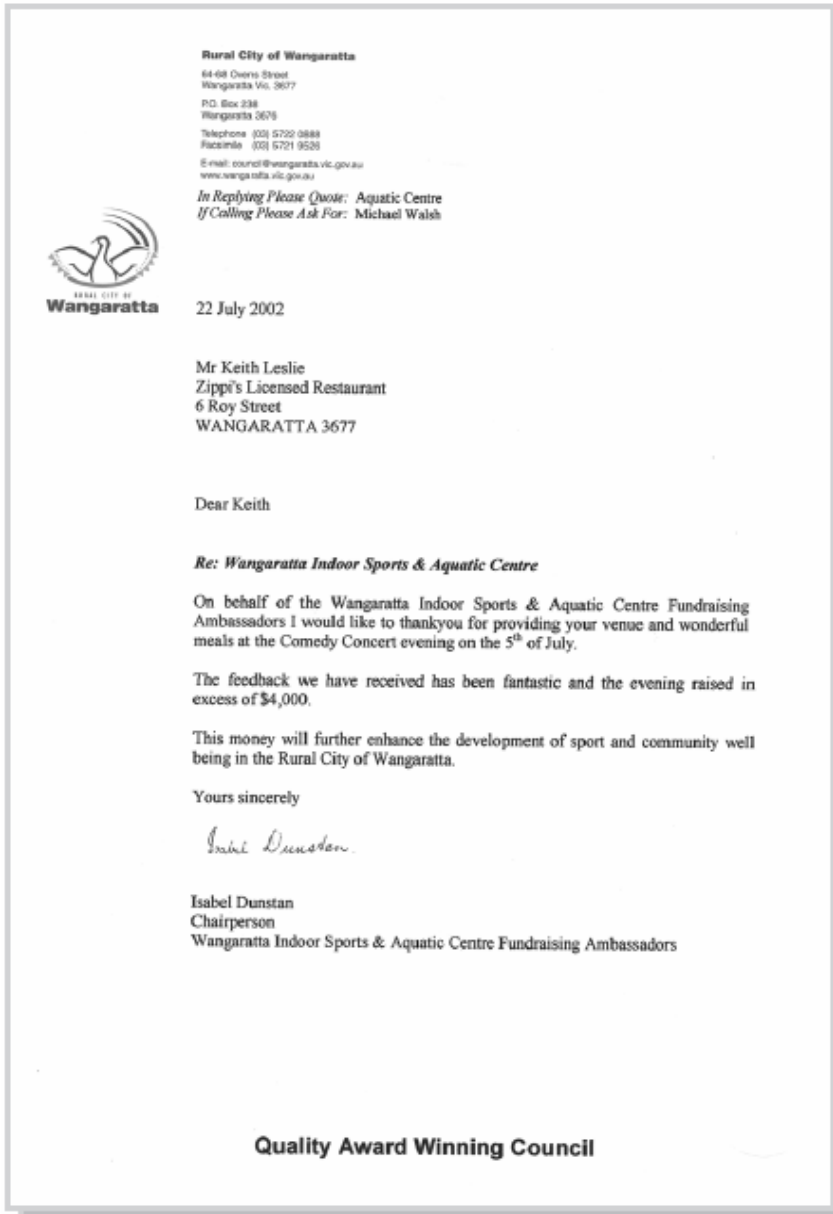 Rural City of Wangaratta
64-68 Ovens Street
Wangaratta Vic. 3677
P.O. Box 238
Wangaratta 3676
Telephone (03) 5722 0888
Facsimile (03) 5721 9526
E-mail: council@wangaratta.vic.gov.au
www.wangaratta.vic.gov.au
In Replying Please Quote: Aquatic Centre
If Calling Please Ask For: Michael Walsh
RURAL CITY OF
Wangaratta
22 July 2002
Mr Keith Leslie
Zippi's Licensed Restaurant
6 Roy Street
WANGARATTA 3677
Dear Keith
Re: Wangaratta Indoor Sports & Aquatic Centre
On behalf of the Wangaratta Indoor Sports & Aquatic Centre Fundraising
Ambassadors I would like to thankyou for providing your venue and wonderful
meals at the Comedy Concert evening on the 5th of July.
The feedback we have received has been fantastic and the evening raised in
excess of $4,000.
This money will further enhance the development of sport and community well
being in the Rural City of Wangaratta.
Yours sincerely
Isabel Dunstan
Isabel Dunstan
Chairperson
Wangaratta Indoor Sports & Aquatic Centre Fundraising Ambassadors
Quality Award Winning Council